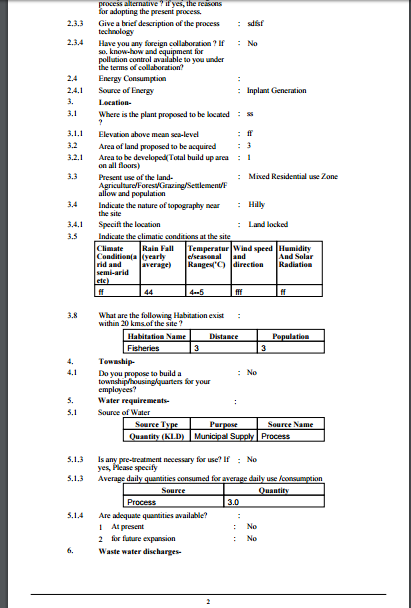 process alternative ? if yes, the reasons
for adopting the present process.
2.3.3 Give a brief description of the process : sdfsf
technology
2.3.4 Have you any foreign collaboration ? If : No
so. know-how and equipment for
pollution control available to you under
the terms of collaboration?
2.4 Energy Consumption :
2.4.1 Source of Energy : Inplant Generation
3. Location-
3.1 Where is the plant proposed to be located : ss
?
3.1.1 Elevation above mean sea-level : ff
3.2 Area of land proposed to be acquired : 3
3.2.1 Area to be developed(Total build up area : 1
on all floors)
3.3 Present use of the land- : Mixed Residential use Zone
Agriculture/Forest/Grazing/Settlement/F
allow and population
3.4 Indicate the nature of topography near : Hilly
the site
3.4.1 Specift the location : Land locked
3.5 Indicate the climatic conditions at the site
Climate Rain Fall Temperatur Wind speed Humidity
Condition(a (yearly e/seasonal and And Solar
rid and average) Ranges(˚C) direction Radiation
semi-arid
etc)
ff 44 4--5 fff ff
3.8 What are the following Habitation exist :
within 20 kms.of the site ?
Habitation Name Distance Population
Fisheries 3 3
4. Township-
4.1 Do you propose to build a : No
township/housing/quarters for your
employees?
5. Water requirements- :
5.1 Source of Water
Source Type Purpose Source Name
Quantity (KLD) Municipal Supply Process
5.1.3 Is any pre-treatment necessary for use? If : No
yes, Please specify
5.1.3 Average daily quantities consumed for average daily use /consumption
Source Quantity
Process 3.0
5.1.4 Are adequate quantities available? :
1 At present : No
2 for future expansion : No
6. Waste water discharges-
2